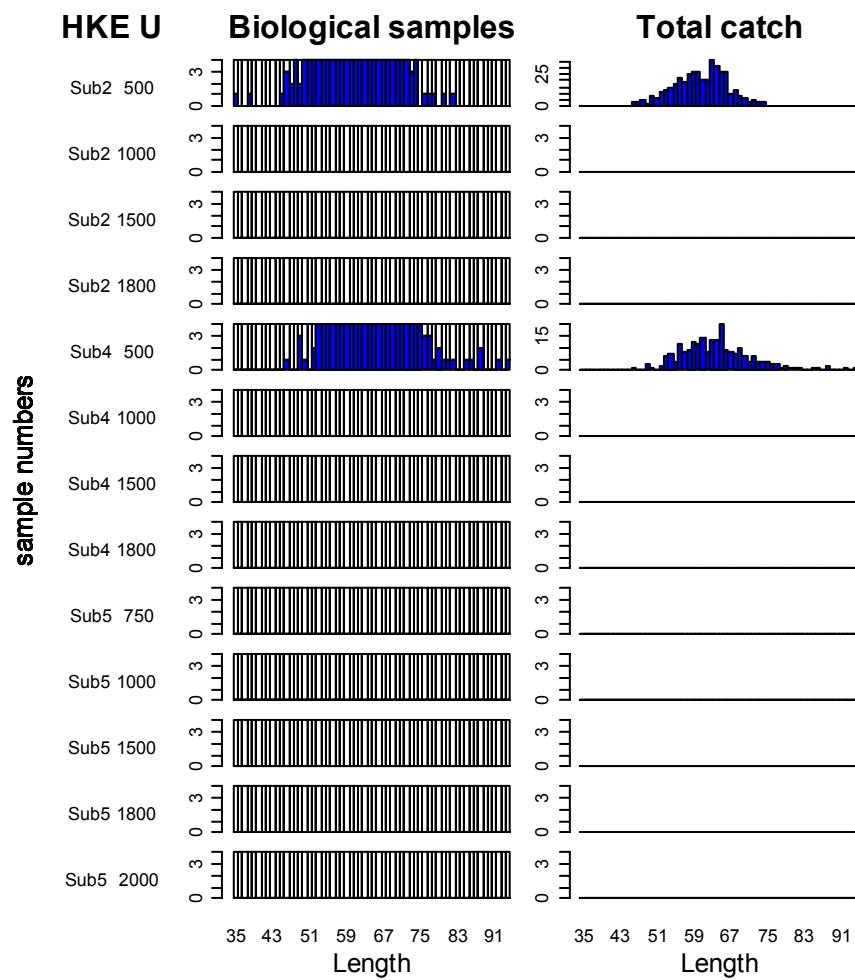 HKE U Biological samples Total catch
Sub2 500
0 3
0 25
Sub2 1000
0 3
0 3
Sub2 1500
0 3
0 3
Sub2 1800
0 3
0 3
Sub4 500
0 3
0 15
Sub4 1000
0 3
0 3
Sub4 1500
0 3
0 3
Sub4 1800
0 3
0 3
Sub5 750
0 3
0 3
Sub5 1000
0 3
0 3
Sub5 1500
0 3
0 3
Sub5 1800
0 3
0 3
Sub5 2000
0 3
0 3
sample numbers
35 43 51 59 67 75 83 91
35 43 51 59 67 75 83 91
Length
Length